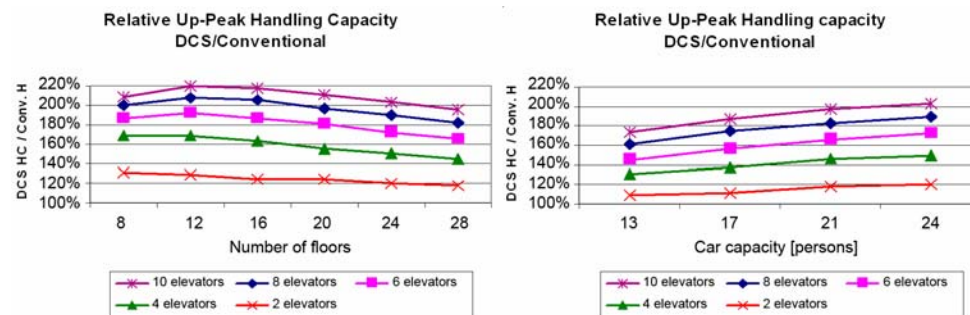 Relative Up-Peak Handling Capacity
DCS/Conventional
DCS HC / Conv. H
220%
200%
180%
160%
140%
120%
100%
8 12 16 20 24 28
Number of floors
10 elevators 8 elevators 6 elevators
4 elevators 2 elevators
Relative Up-Peak Handling capacity
DCS/Conventional
DCS HC / Conv. H
220%
200%
180%
160%
140%
120%
100%
13 17 21 24
Car capacity [persons]
10 elevators 8 elevators 6 elevators
4 elevators 2 elevators